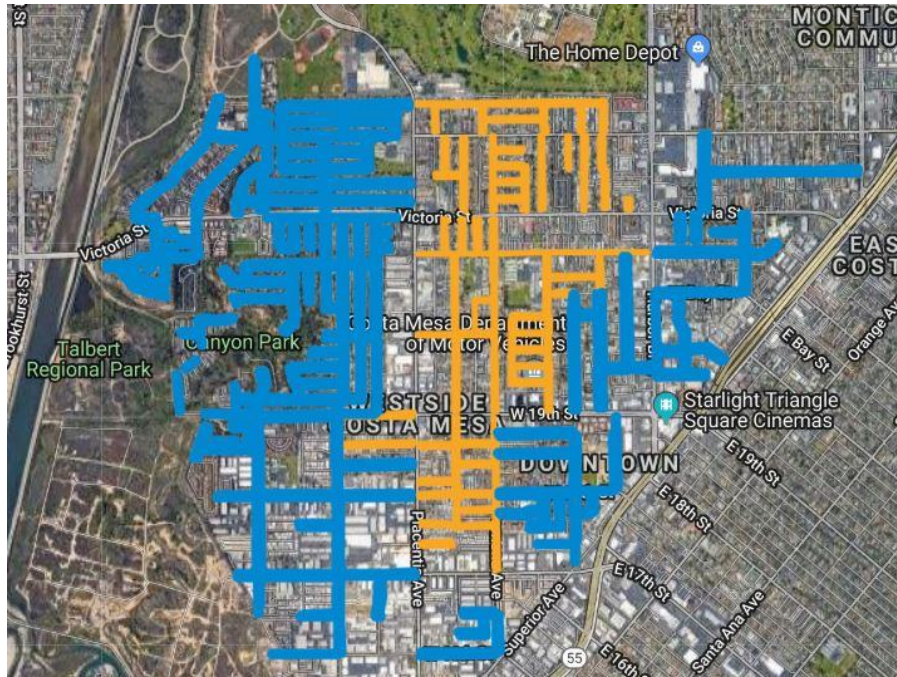 MONTIC
COMMU
The Home Depot
Victoria St
Victoria St
Victoria St
EAS
COST
Brookhurst St
Talbert
Regional Park
Canyon Park
Costa Mesa Department
of Motor Vehicles
E Bay St
Orange Av
WESTSIDE
COSTA MESA
W 19th St
Starlight Triangle
Square Cinemas
DOWNTOWN
E 19th St
E 18th St
Placentia Ave
Ave
Superior Ave
E 17th St
Santa Ana Ave
E 16th St
55